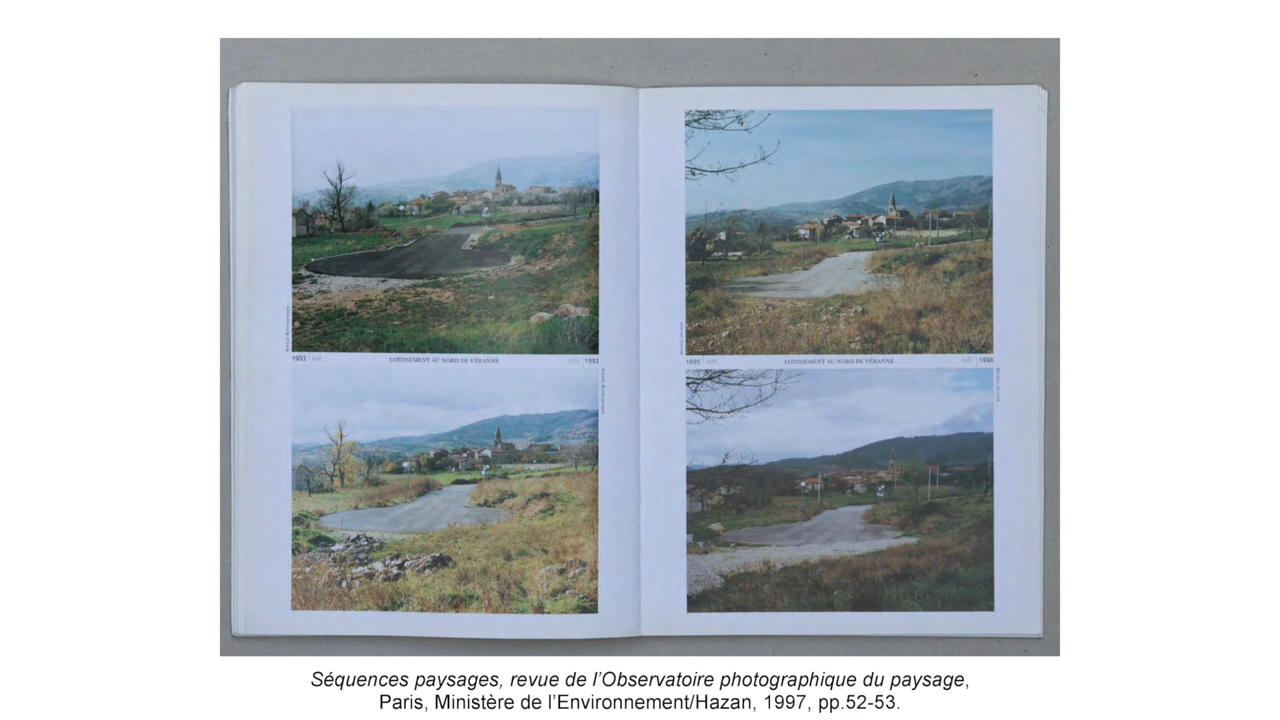 1993
LOTISSEMENT AU NORD DE VÉRANNE
1992
1995
LOTISSEMENT AU NORD DE VÉRANNE
1996
Séquences paysages, revue de l’Observatoire photographique du paysage,
Paris, Ministère de l’Environnement/Hazan, 1997, pp.52-53.